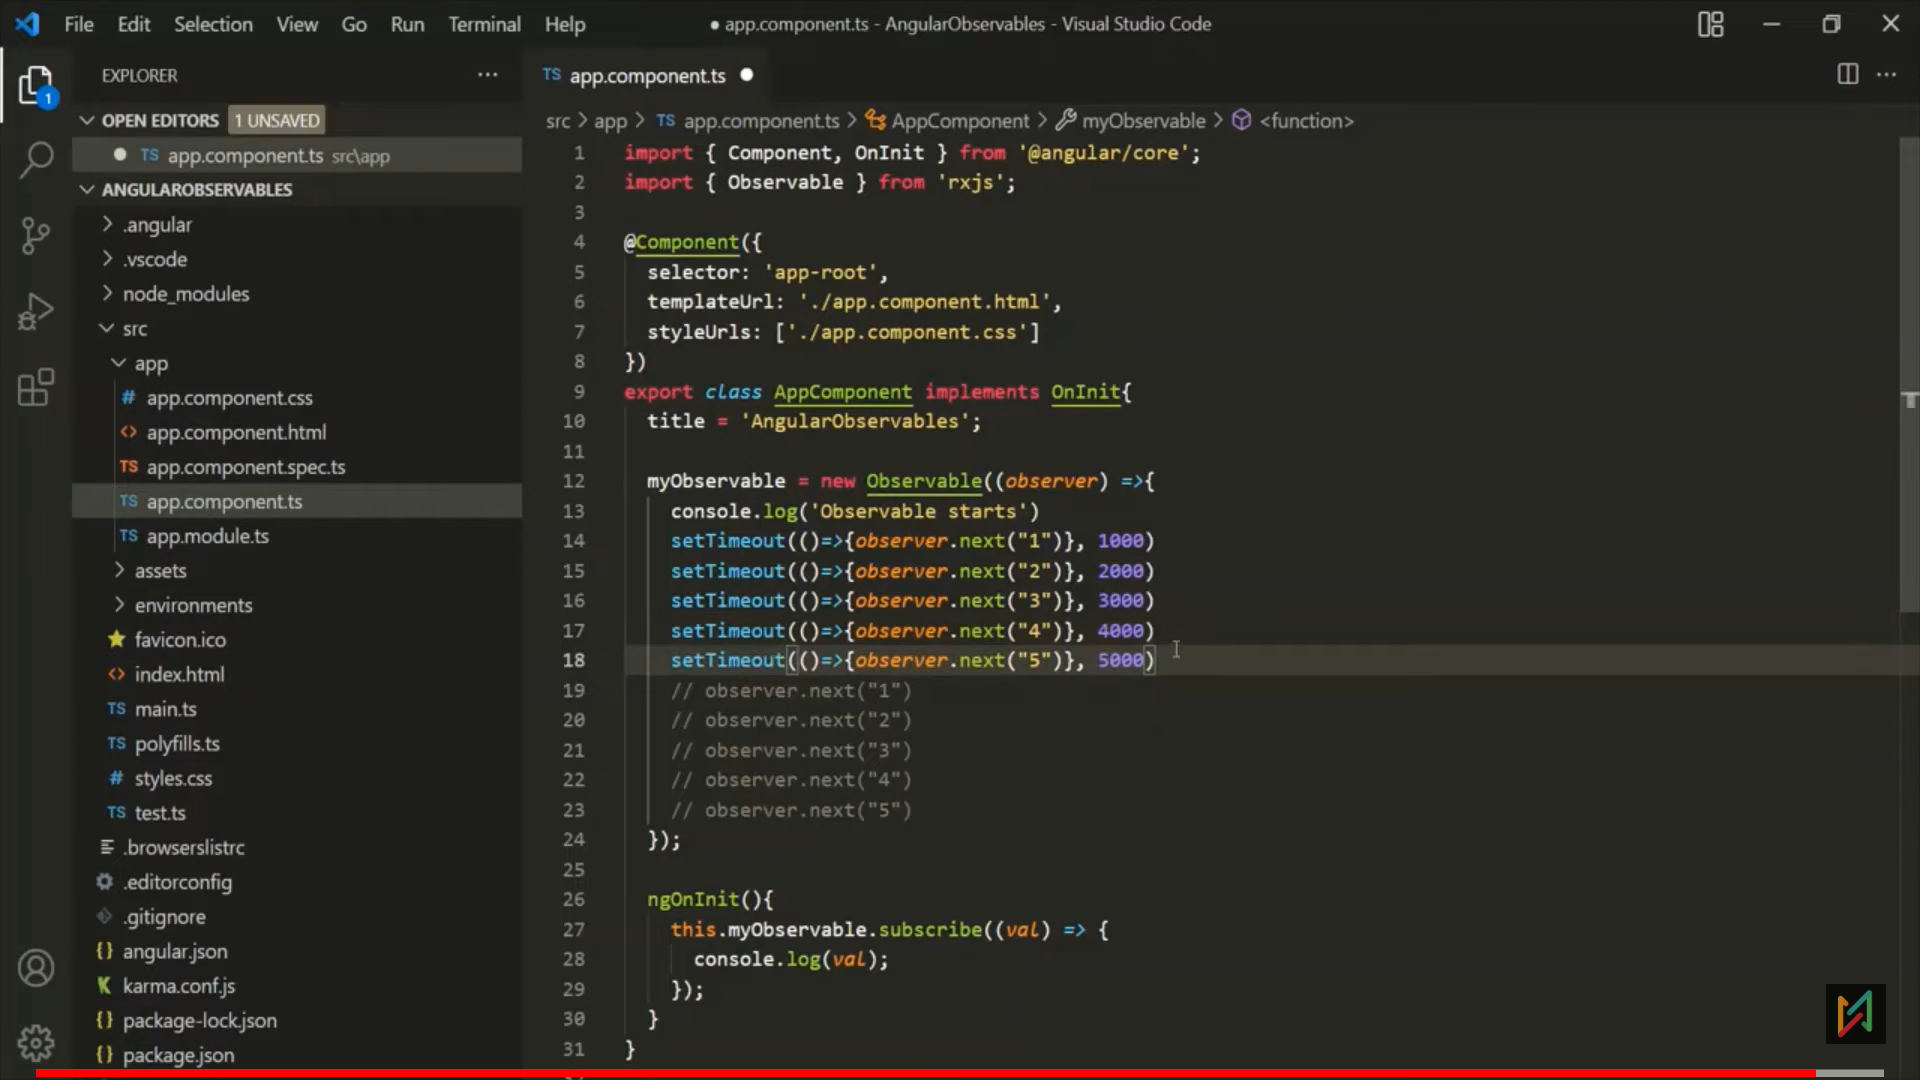 File Edit Selection View Go Run Terminal Help
● app.component.ts - AngularObservables - Visual Studio Code
1
EXPLORER ···
OPEN EDITORS 1 UNSAVED
TS app.component.ts src\app
ANGULAROBSERVABLES
.angular
.vscode
node_modules
src
app
# app.component.css
<> app.component.html
TS app.component.spec.ts
TS app.component.ts
TS app.module.ts
assets
environments
favicon.ico
<> index.html
TS main.ts
TS polyfills.ts
# styles.css
TS test.ts
.browserslistrc
.editorconfig
.gitignore
{} angular.json
K karma.conf.js
{} package-lock.json
{} package.json
TS app.component.ts ●
src > app > TS app.component.ts > AppComponent > myObservable > <function>
1 import { Component, OnInit } from '@angular/core';
2 import { Observable } from 'rxjs';
3
4 @Component({
5 selector: 'app-root',
6 templateUrl: './app.component.html',
7 styleUrls: ['./app.component.css']
8 })
9 export class AppComponent implements OnInit{
10 title = 'AngularObservables';
11
12 myObservable = new Observable((observer) =>{
13 console.log('Observable starts')
14 setTimeout(()=>{observer.next("1")}, 1000)
15 setTimeout(()=>{observer.next("2")}, 2000)
16 setTimeout(()=>{observer.next("3")}, 3000)
17 setTimeout(()=>{observer.next("4")}, 4000)
18 setTimeout(()=>{observer.next("5")}, 5000)
19 // observer.next("1")
20 // observer.next("2")
21 // observer.next("3")
22 // observer.next("4")
23 // observer.next("5")
24 });
25
26 ngOnInit(){
27 this.myObservable.subscribe((val) => {
28 console.log(val);
29 });
30 }
31 }